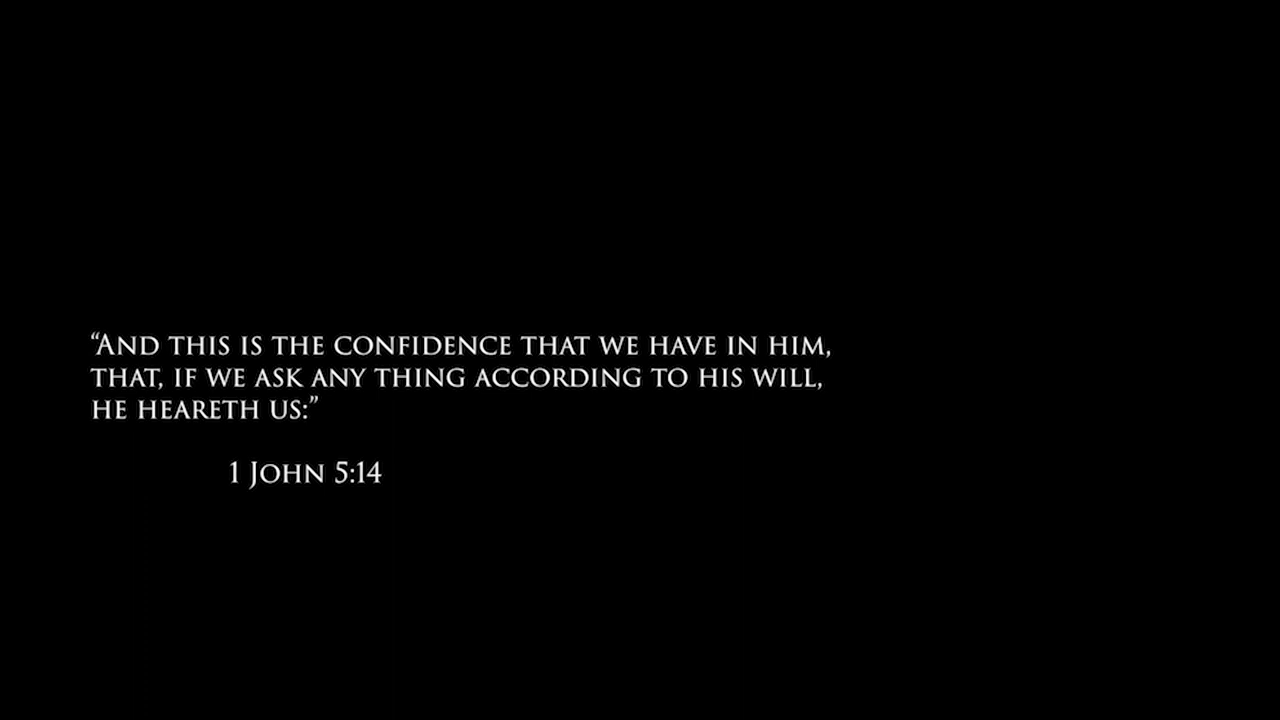 “And this is the confidence that we have in him,
that, if we ask any thing according to his will,
he heareth us:”
1 John 5:14